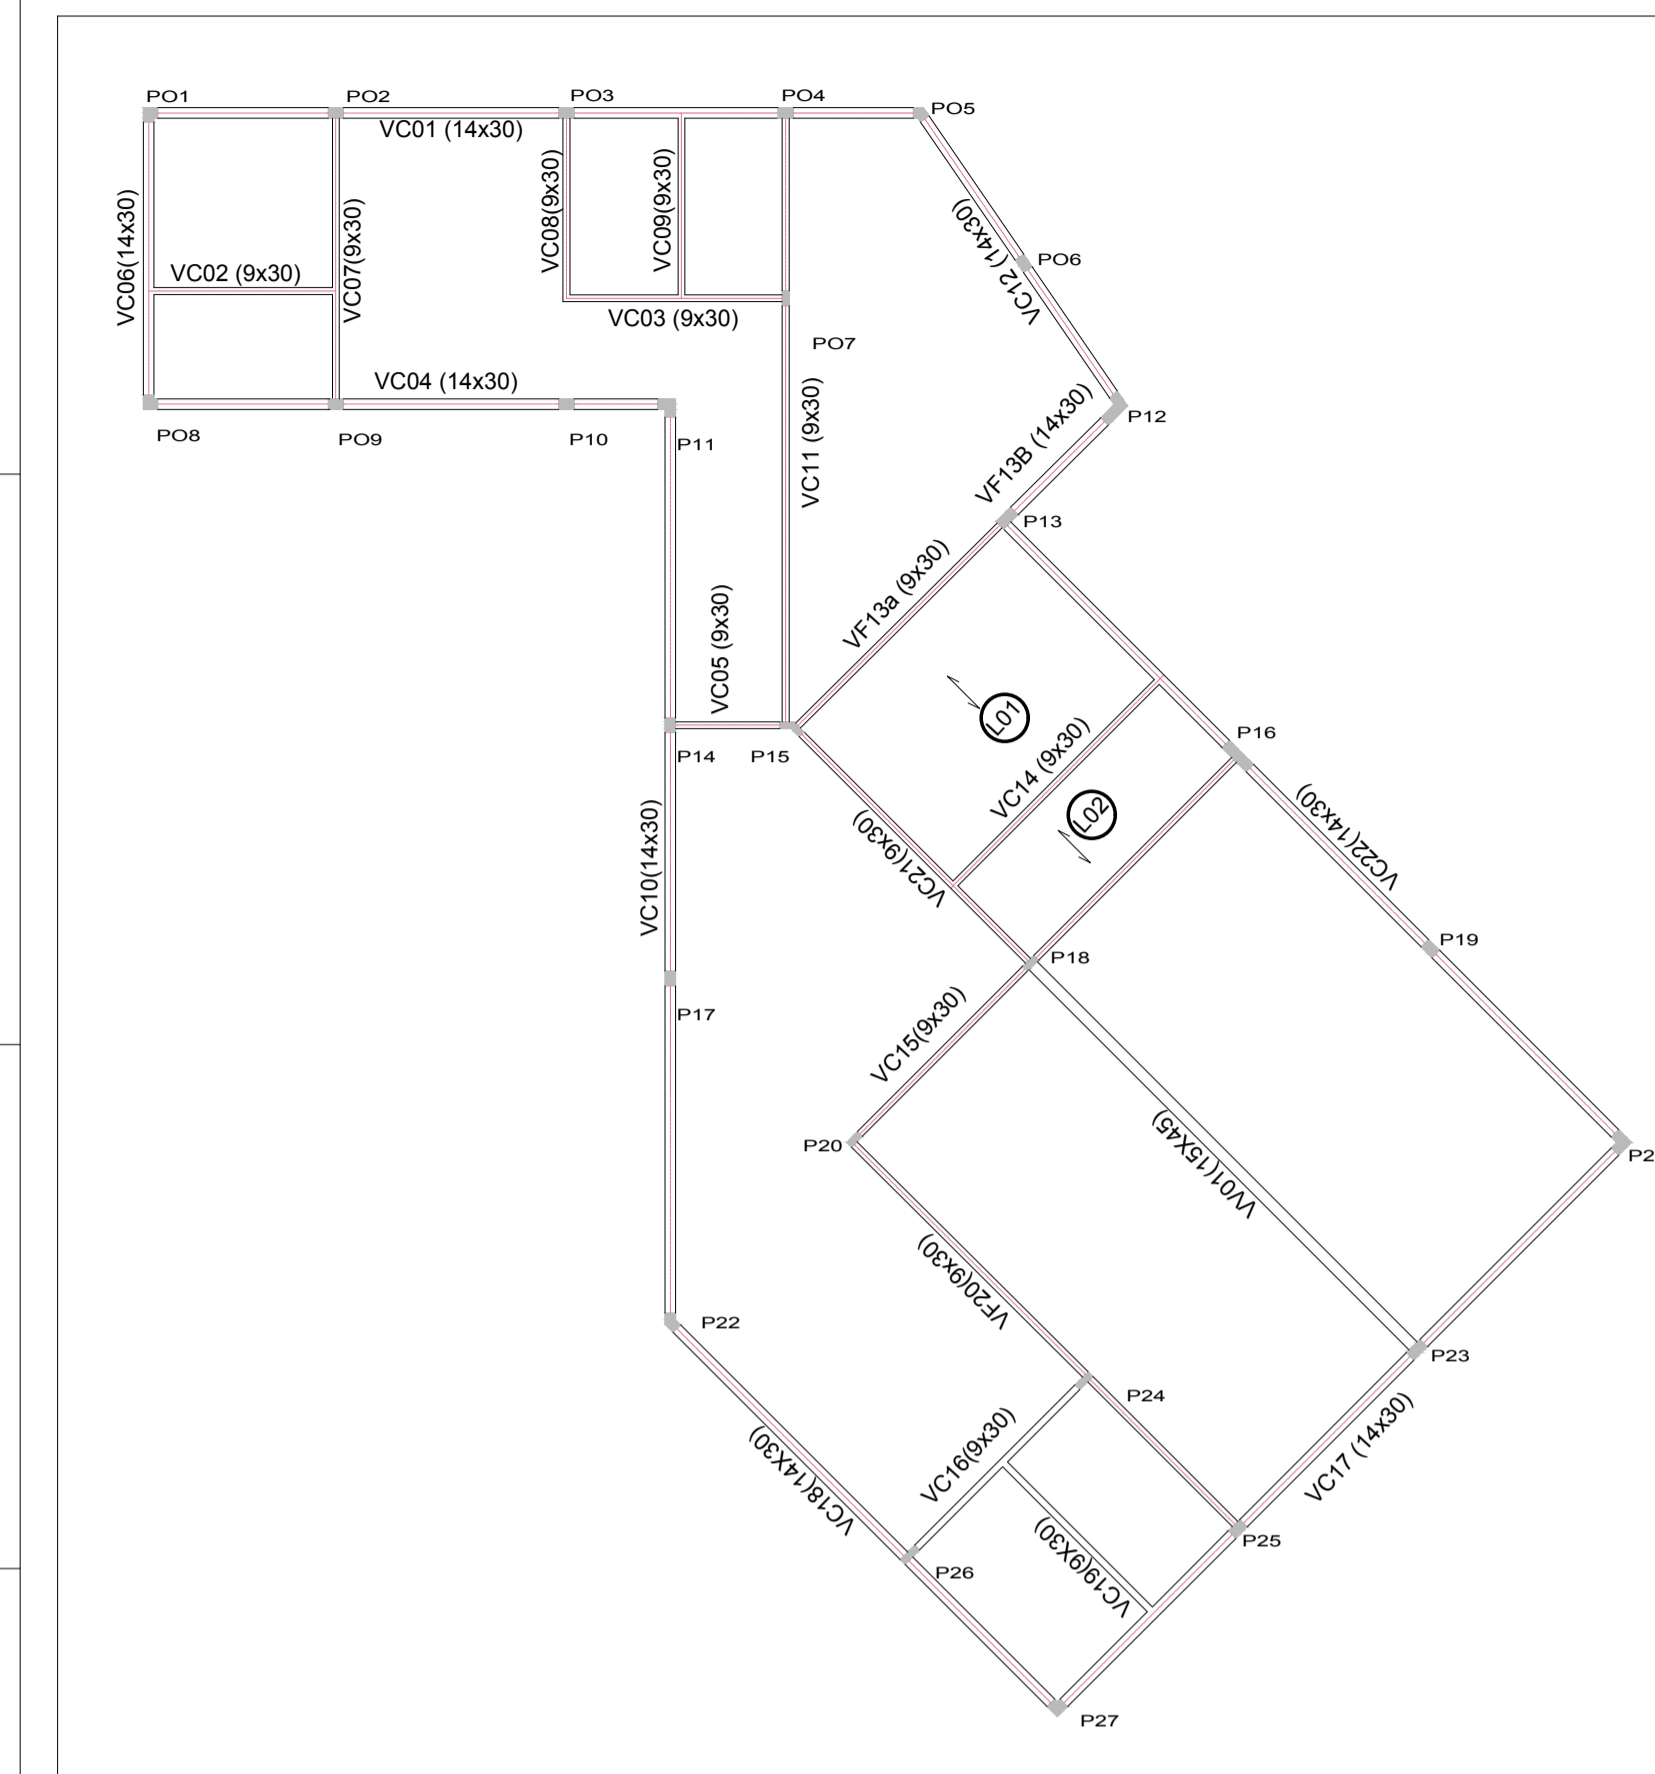 PO1
PO2
PO3
PO4
PO5
VC01 (14x30)
VC06(14x30)
VC02 (9x30)
VC07(9x30)
VC08(9x30)
VC09(9x30)
VC03 (9x30)
VC12 (14x30)
PO6
PO7
VC04 (14x30)
PO8
PO9
P10
P11
VC11 (9x30)
P12
VF13B (14x30)
P13
VF13a (9x30)
VC05 (9x30)
L01
P14
P15
P16
VC14 (9x30)
L02
VC10(14x30)
VC21(9x30)
VC22(14x30)
P17
P18
P19
VC15(9x30)
P20
VV01(15X45)
P2
VF20(9x30)
P22
P23
P24
VC16(9x30)
VC17 (14x30)
VC18(14X30)
VC19(9X30)
P25
P26
P27